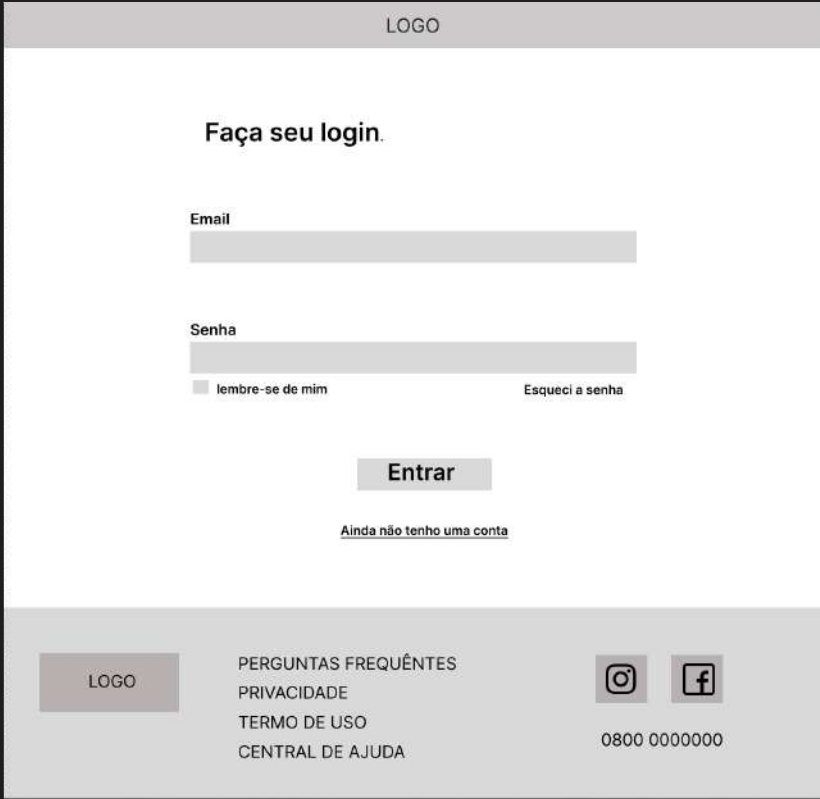 LOGO
Faça seu login.
Email
Senha
lembre-se de mim
Esqueci a senha
Entrar
Ainda não tenho uma conta
LOGO
PERGUNTAS FREQUÊNTES
PRIVACIDADE
TERMO DE USO
CENTRAL DE AJUDA
0800 0000000